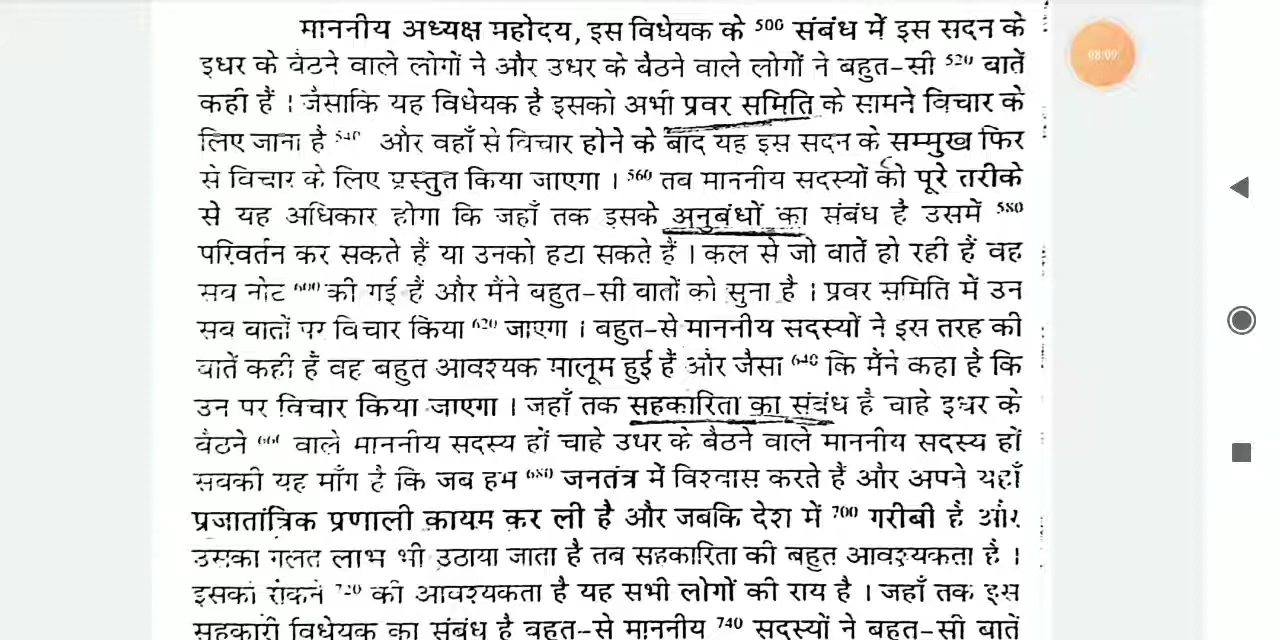 माननीय अध्यक्ष महोदय, इस विधेयक के 500 संबंध में इस सदन के
08:09
इधर के बैठने वाले लोगों ने और उधर के बैठने वाले लोगों ने बहुत-सी 520 बातें
कही हैं । जैसाकि यह विधेयक है इसको अभी प्रवर समिति के सामने विचार के
लिए जाना है 540 और वहाँ से विचार होने के बाद यह इस सदन के सम्मुख फिर
से विचार के लिए प्रस्तुत किया जाएगा । 560 तब माननीय सदस्यों को पूरे तरीके
से यह अधिकार होगा कि जहाँ तक इसके अनुबंधों का संबंध है उसमें 580
परिवर्तन कर सकते हैं या उनको हटा सकते हैं । कल से जो बातें हो रही हैं वह
सब नोट 600 की गई हैं और मैंने बहुत-सी बातों को सुना है । प्रवर समिति में उन
सब बातों पर विचार किया 620 जाएगा । बहुत-से माननीय सदस्यों ने इस तरह की
बातें कही हैं वह बहुत आवश्यक मालूम हुई हैं और जैसा 640 कि मैंने कहा है कि
उन पर विचार किया जाएगा । जहाँ तक सहकारिता का संबंध है चाहे इधर के
बैठने 660 वाले माननीय सदस्य हों चाहे उधर के बैठने वाले माननीय सदस्य हों
सबकी यह माँग है कि जब हम 680 जनतंत्र में विश्वास करते हैं और अपने यहाँ
प्रजातांत्रिक प्रणाली कायम कर ली है और जबकि देश में 700 गरीबी है और
उसका गलत लाभ भी उठाया जाता है तब सहकारिता की बहुत आवश्यकता है ।
इसको रोकने 720 की आवश्यकता है यह सभी लोगों की राय है । जहाँ तक इस
सहकारी विधेयक का संबंध है बहुत-से माननीय 740 सदस्यों ने बहुत-सी बातें